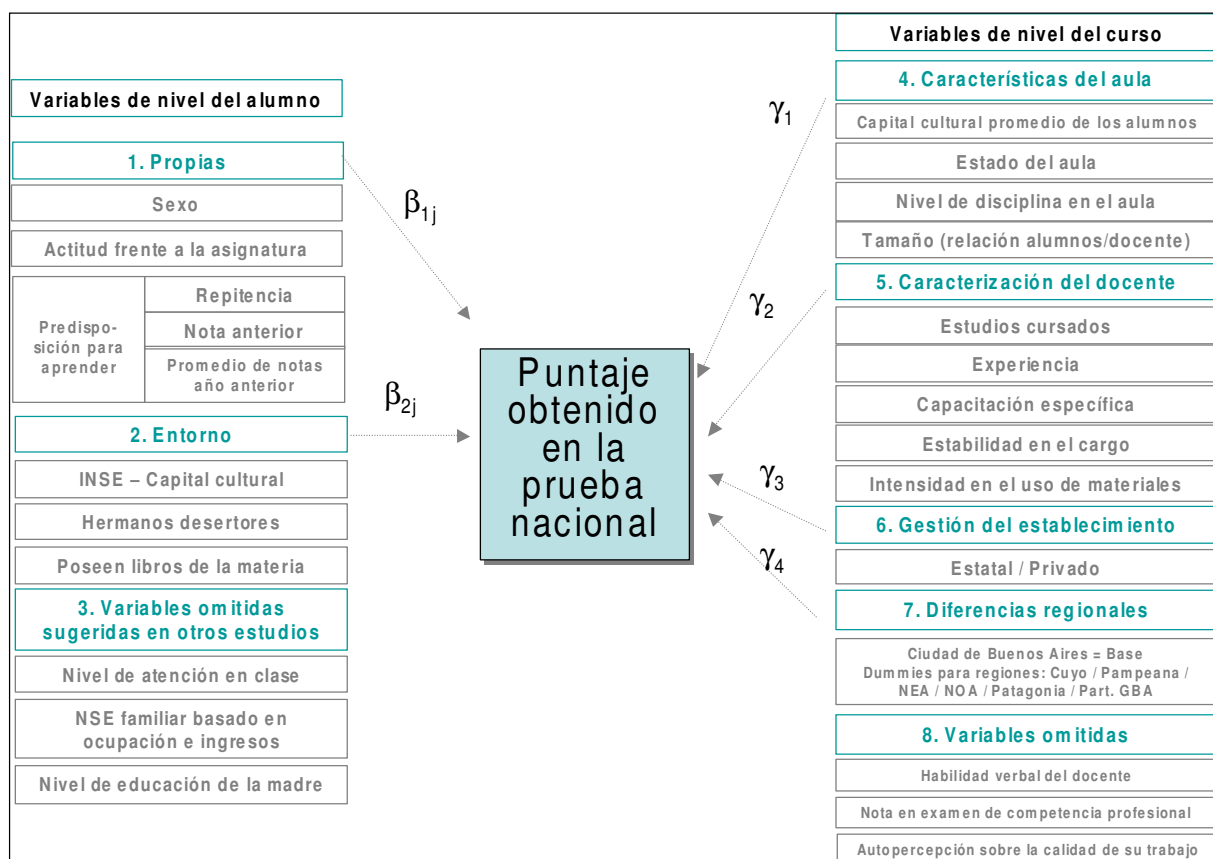 Variables de nivel del alumno
1. Propias
Sexo
Actitud frente a la asignatura
Predispo-
sición para
aprender
Repitencia
Nota anterior
Promedio de notas
año anterior
2. Entorno
INSE – Capital cultural
Hermanos desertores
Poseen libros de la materia
3. Variables omitidas
sugeridas en otros estudios
Nivel de atención en clase
NSE familiar basado en
ocupación e ingresos
Nivel de educación de la madre
β1j
β2j
Puntaje
obtenido
en la
prueba
nacional
γ1
γ2
γ3
γ4
Variables de nivel del curso
4. Características del aula
Capital cultural promedio de los alumnos
Estado del aula
Nivel de disciplina en el aula
Tamaño (relación alumnos/docente)
5. Caracterización del docente
Estudios cursados
Experiencia
Capacitación específica
Estabilidad en el cargo
Intensidad en el uso de materiales
6. Gestión del establecimiento
Estatal / Privado
7. Diferencias regionales
Ciudad de Buenos Aires = Base
Dummies para regiones: Cuyo / Pampeana /
NEA / NOA / Patagonia / Part. GBA
8. Variables omitidas
Habilidad verbal del docente
Nota en examen de competencia profesional
Autopercepción sobre la calidad de su trabajo